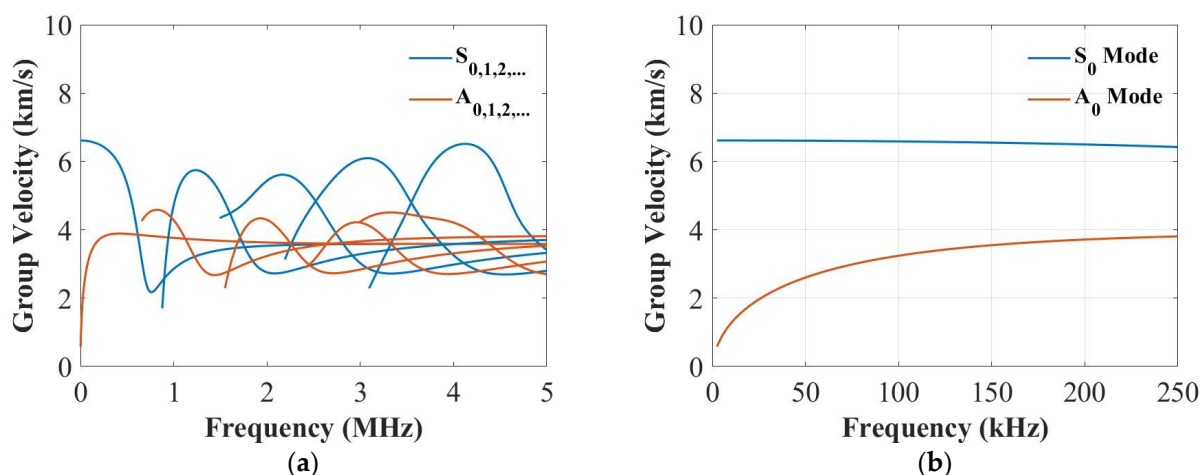 10
8
6
4
2
0
Group Velocity (km/s)
S0,1,2,...
A0,1,2,...
0 1 2 3 4 5
Frequency (MHz)
(a)
10
8
6
4
2
0
Group Velocity (km/s)
S0 Mode
A0 Mode
0 50 100 150 200 250
Frequency (kHz)
(b)